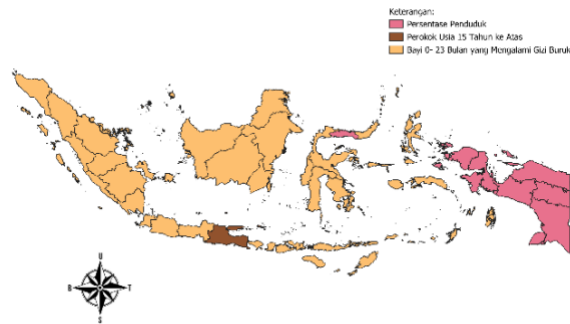 Keterangan:
Persentase Penduduk
Perokok Usia 15 Tahun ke Atas
Bayi 0- 23 Bulan yang Mengalami Gizi Buruk
U
B
T
S